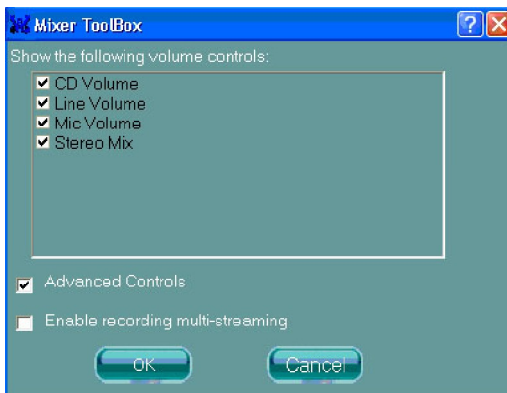 Mixer ToolBox
Show the following volume controls:
CD Volume
Line Volume
Mic Volume
Stereo Mix
Advanced Controls
Enable recording multi-streaming
OK
Cancel